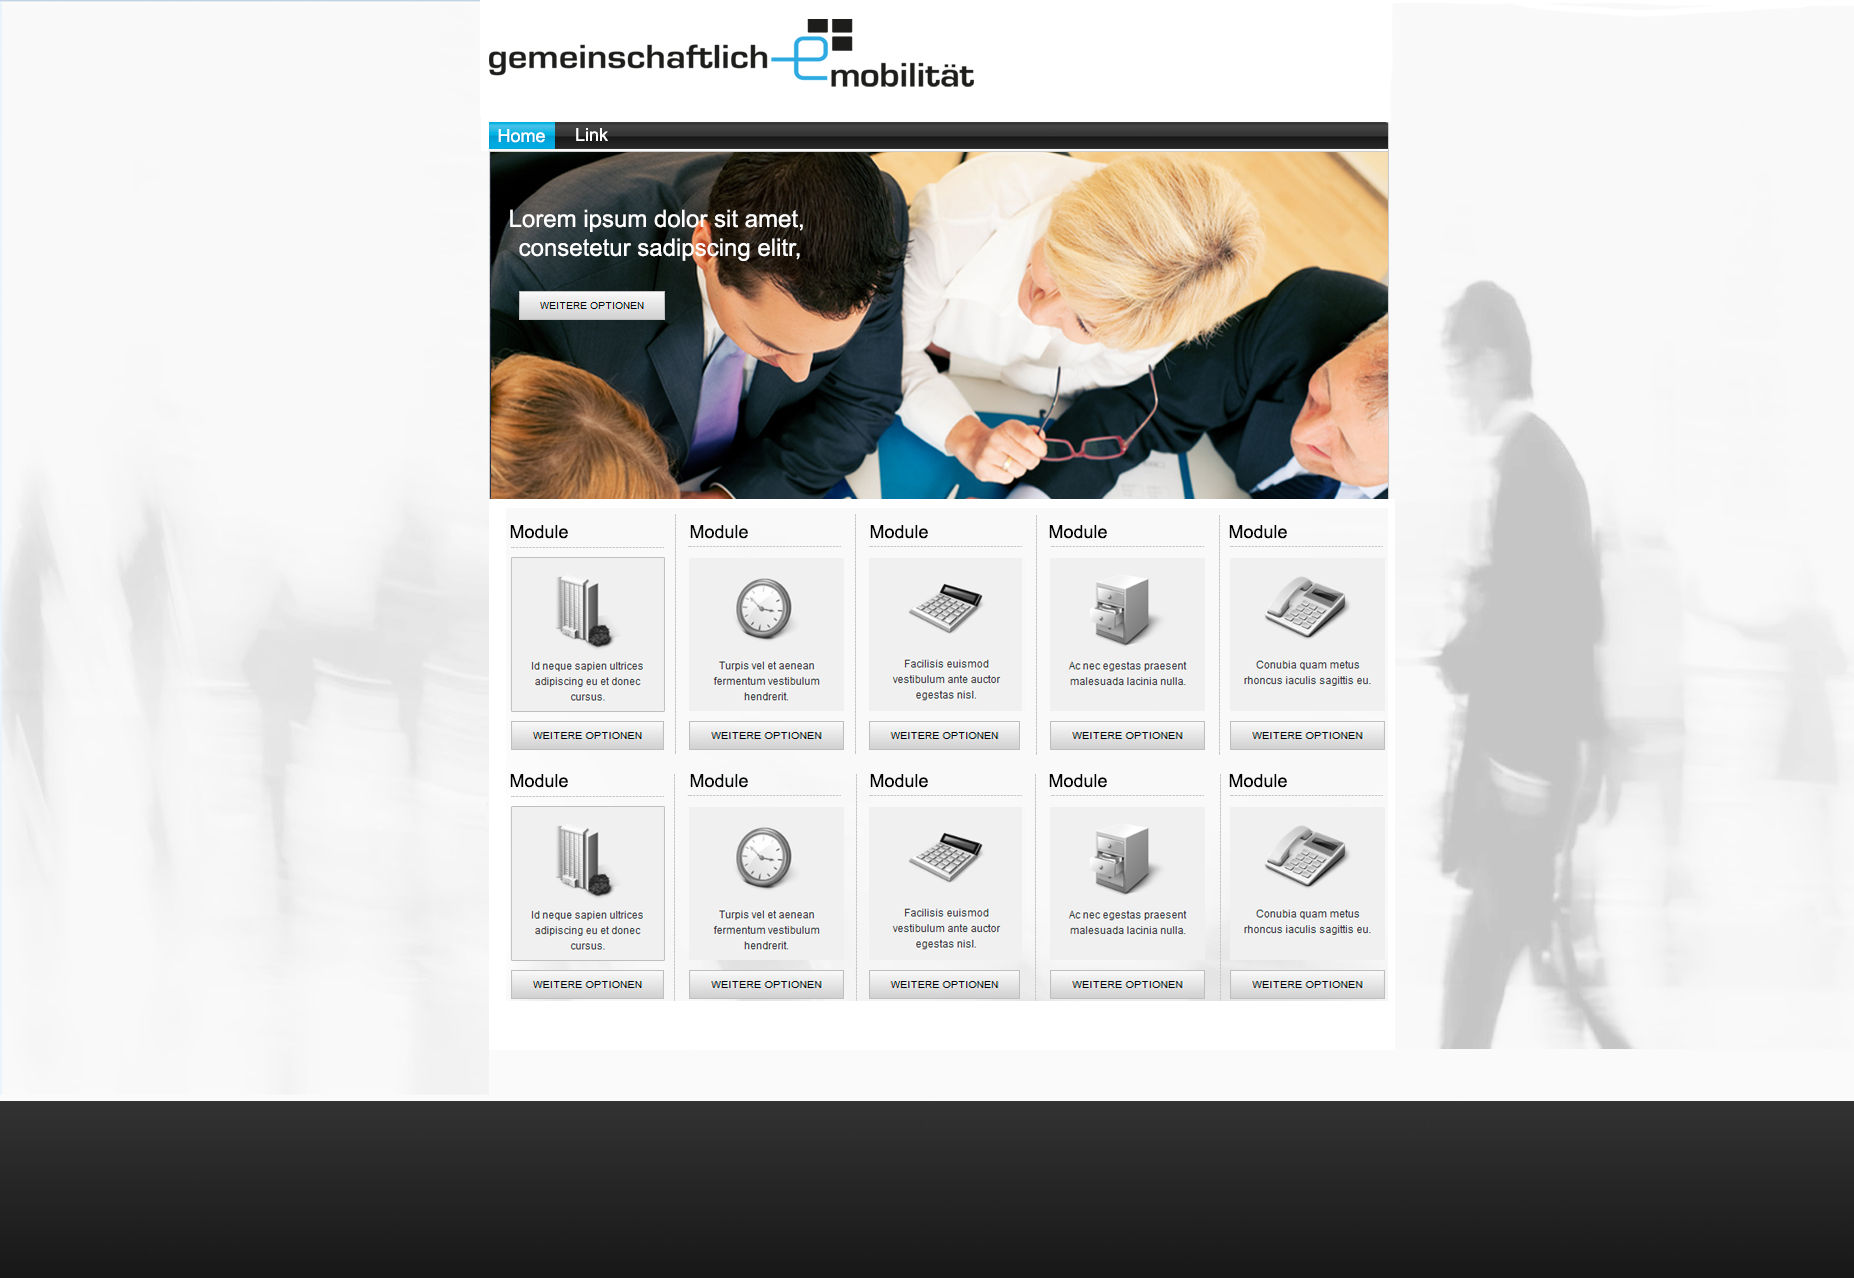 gemeinschaftlich e
mobilität
Home Link
Lorem ipsum dolor sit amet,
consetetur sadipscing elitr,
WEITERE OPTIONEN
Module Module Module Module Module
Id neque sapien ultrices
adipiscing eu et donec
cursus.
Turpis vel et aenean
fermentum vestibulum
hendrerit.
Facilisis euismod
vestibulum ante auctor
egestas nisl.
Ac nec egestas praesent
malesuada lacinia nulla.
Conubia quam metus
rhoncus iaculis sagittis eu.
WEITERE OPTIONEN WEITERE OPTIONEN WEITERE OPTIONEN WEITERE OPTIONEN WEITERE OPTIONEN
Module Module Module Module Module
Id neque sapien ultrices
adipiscing eu et donec
cursus.
Turpis vel et aenean
fermentum vestibulum
hendrerit.
Facilisis euismod
vestibulum ante auctor
egestas nisl.
Ac nec egestas praesent
malesuada lacinia nulla.
Conubia quam metus
rhoncus iaculis sagittis eu.
WEITERE OPTIONEN WEITERE OPTIONEN WEITERE OPTIONEN WEITERE OPTIONEN WEITERE OPTIONEN